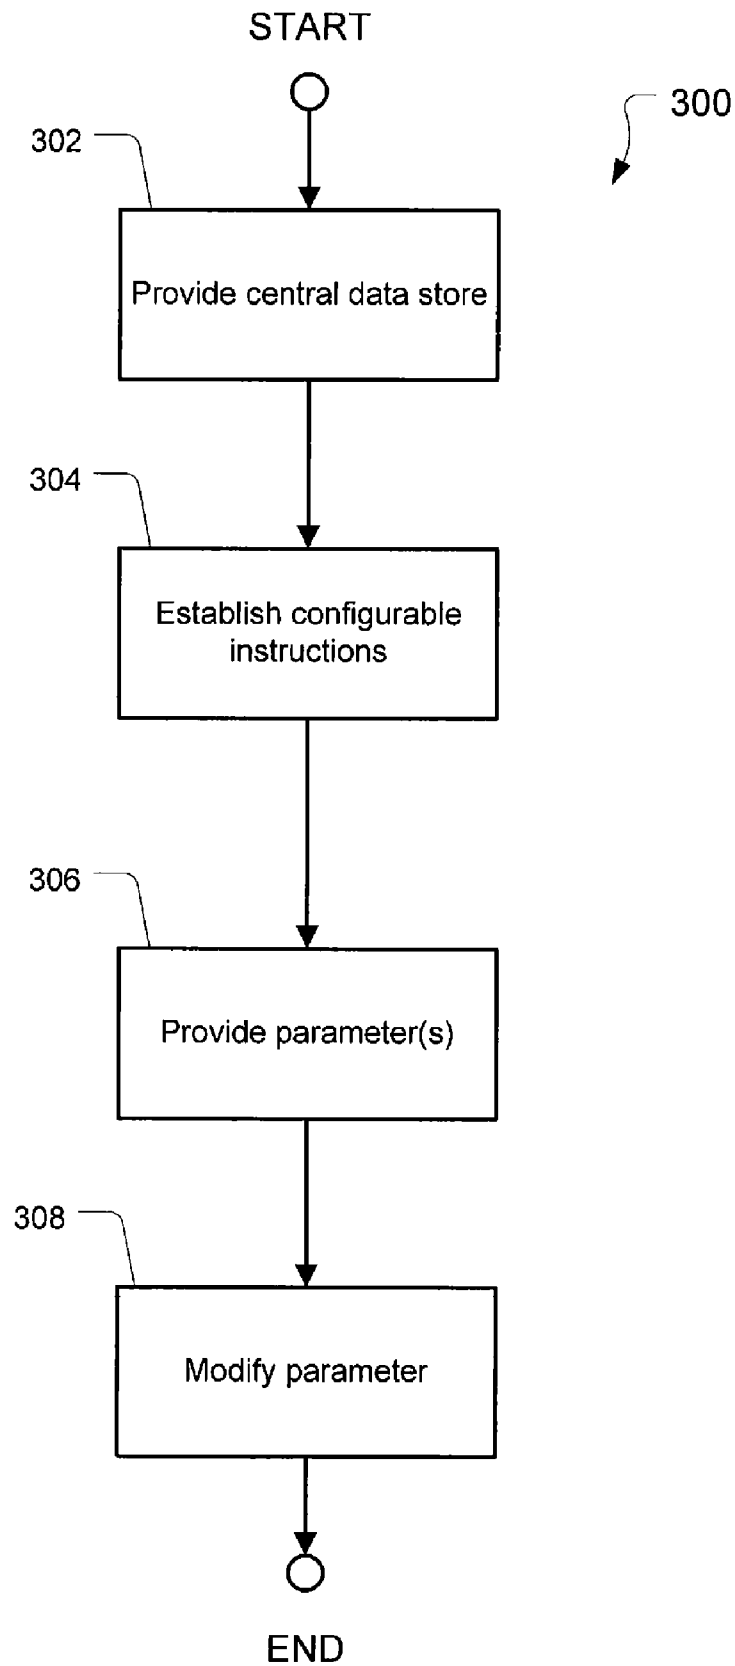 START
300
302
Provide central data store
304
Establish configurable
instructions
306
Provide parameter(s)
308
Modify parameter
END